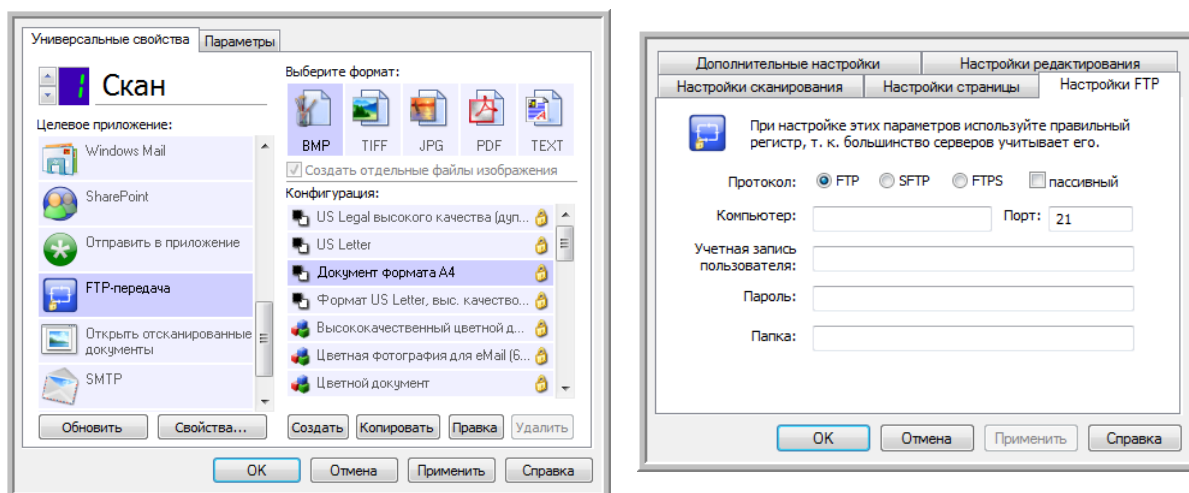 Универсальные свойства
Параметры
1 Скан
Целевое приложение:
Windows Mail
SharePoint
Отправить в приложение
FTP-передача
Открыть отсканированные
документы
SMTP
Обновить
Свойства...
Выберите формат:
BMP
TIFF
JPG
PDF
TEXT
Создать отдельные файлы изображения
Конфигурация:
US Legal высокого качества (дуп...
US Letter
Документ формата A4
Формат US Letter, выс. качество...
Высококачественный цветной д...
Цветная фотография для eMail (6...
Цветной документ
Создать
Копировать
Правка
Удалить
OK
Отмена
Применить
Справка
Дополнительные настройки
Настройки редактирования
Настройки сканирования
Настройки страницы
Настройки FTP
При настройке этих параметров используйте правильный
регистр, т. к. большинство серверов учитывает его.
Протокол: FTP SFTP FTPS пассивный
Компьютер: Порт: 21
Учетная запись
пользователя:
Пароль:
Папка:
OK
Отмена
Применить
Справка